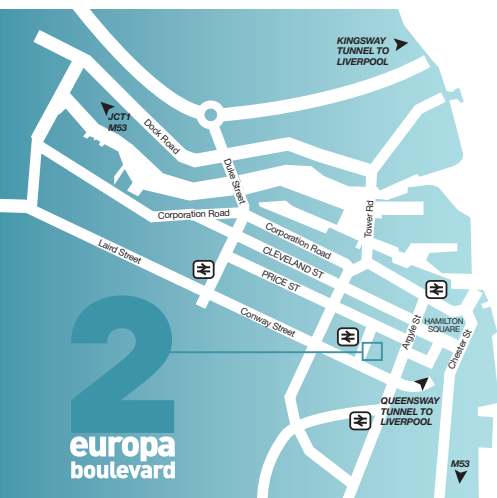 KINGSWAY
TUNNEL TO
LIVERPOOL
JCT1
M53
Dock Road
Duke Street
Corporation Road
Tower Rd
Corporation Road
CLEVELAND ST
PRICE ST
Laird Street
Conway Street
Argyle St
HAMILTON
SQUARE
Chester St
QUEENSWAY
TUNNEL TO
LIVERPOOL
M53
2
europa
boulevard